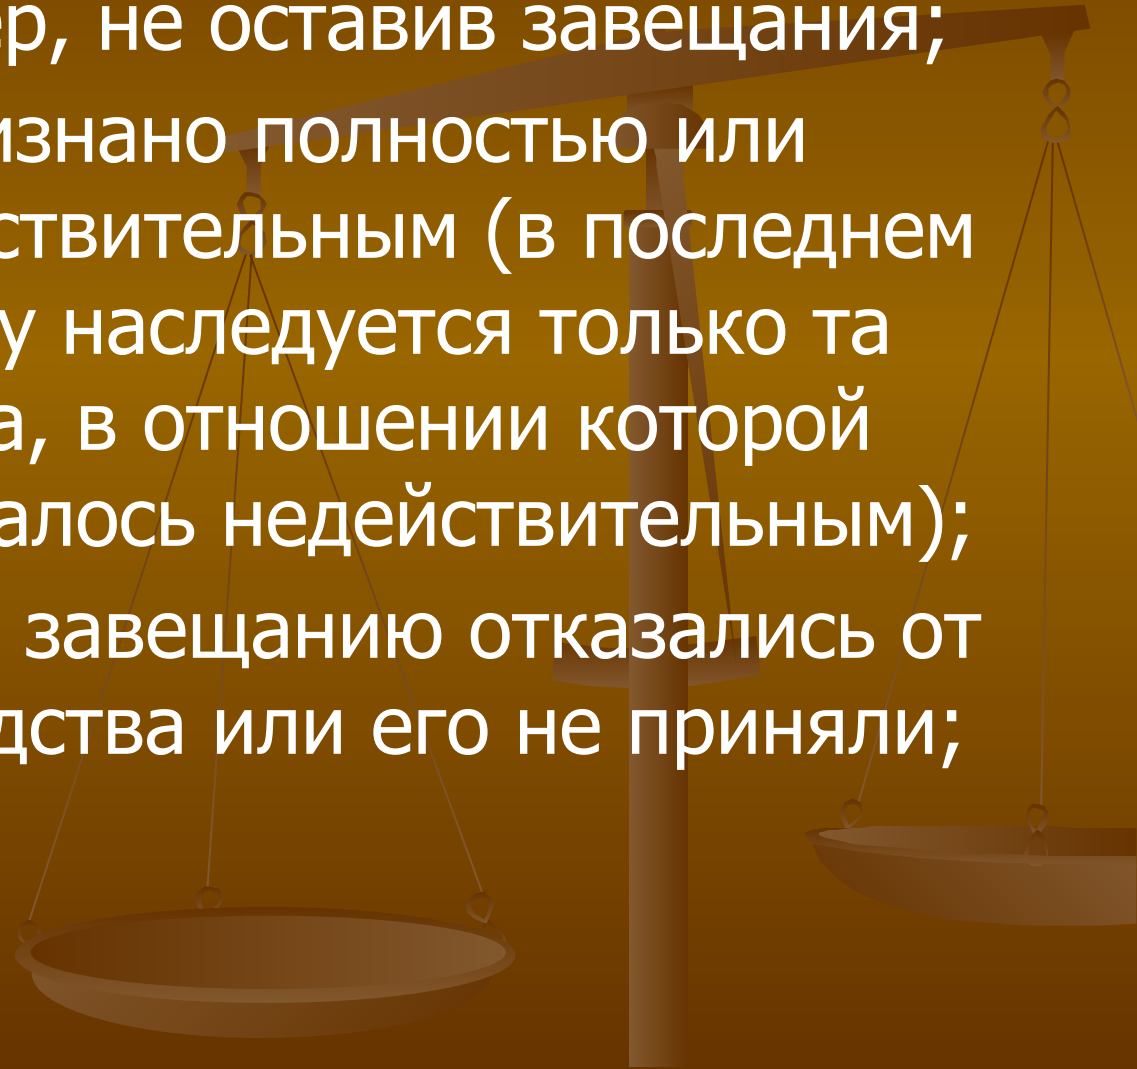 ер, не оставив завещания;
изнано полностью или
ствительным (в последнем
у наследуется только та
а, в отношении которой
алось недействительным);
завещанию отказались от
дства или его не приняли;